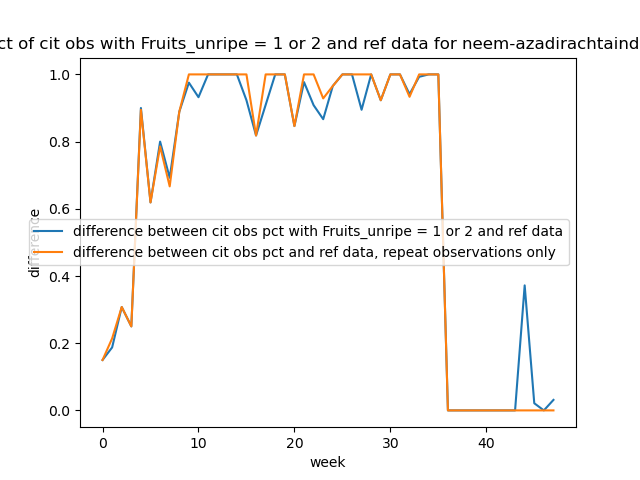 ct of cit obs with Fruits_unripe = 1 or 2 and ref data for neem-azadirachtaind
1.0
0.8
0.6
0.4
0.2
0.0
difference
difference between cit obs pct with Fruits_unripe = 1 or 2 and ref data
difference between cit obs pct and ref data, repeat observations only
0 10 20 30 40
week